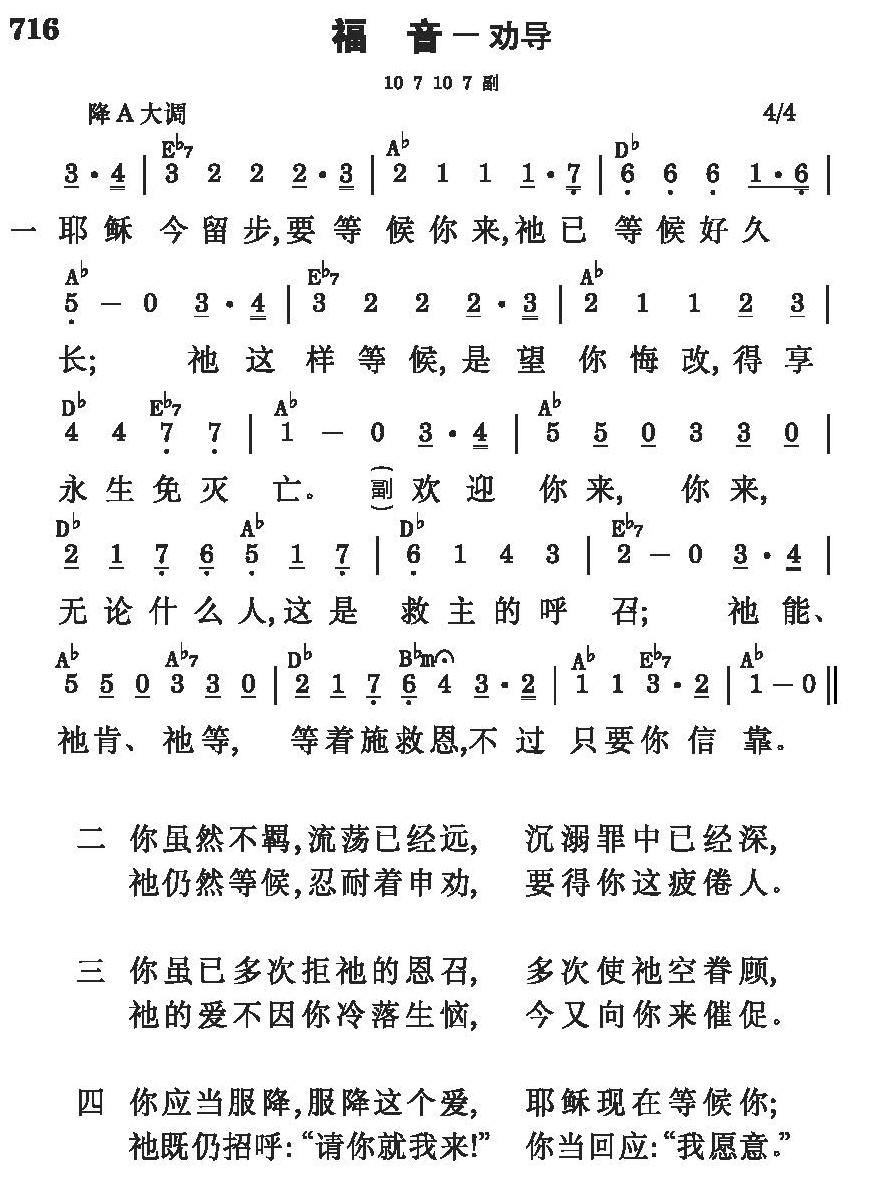 716
福 音 － 劝导
10 7 10 7 副
降A大调 4/4
E♭7 A♭ D♭
3·4 | 3 2 2 2·3 | 2 1 1 1·7 | 6 6 6 1·6 |
一 耶稣 今留步,要等 候你来,祂已 等候好久
A♭ E♭7 A♭
5 – 0 3·4 | 3 2 2 2·3 | 2 1 1 2 3 |
长; 祂这样等候,是望 你悔改,得享
D♭ E♭7 A♭ A♭
4 4 7 7 | 1 – 0 3·4 | 5 5 0 3 3 0 |
永生免灭 亡。 (副) 欢迎 你来, 你来,
D♭ A♭ D♭ E♭7
2 1 7 6 5 1 7 | 6 1 4 3 | 2 – 0 3·4 |
无论什么人,这是 救主的呼 召; 祂能、
A♭ A♭7 D♭ B♭m A♭ E♭7 A♭
5 5 0 3 3 0 | 2 1 7 6 4 3·2 | 1 1 3·2 | 1 – 0 ‖
祂肯、祂等, 等着施救恩,不过 只要你信 靠。
二 你虽然不羁,流荡已经远, 沉溺罪中已经深,
祂仍然等候,忍耐着申劝, 要得你这疲倦人。
三 你虽已多次拒祂的恩召, 多次使祂空眷顾,
祂的爱不因你冷落生恼, 今又向你来催促。
四 你应当服降,服降这个爱, 耶稣现在等候你;
祂既仍招呼:“请你就我来!” 你当回应:“我愿意。”